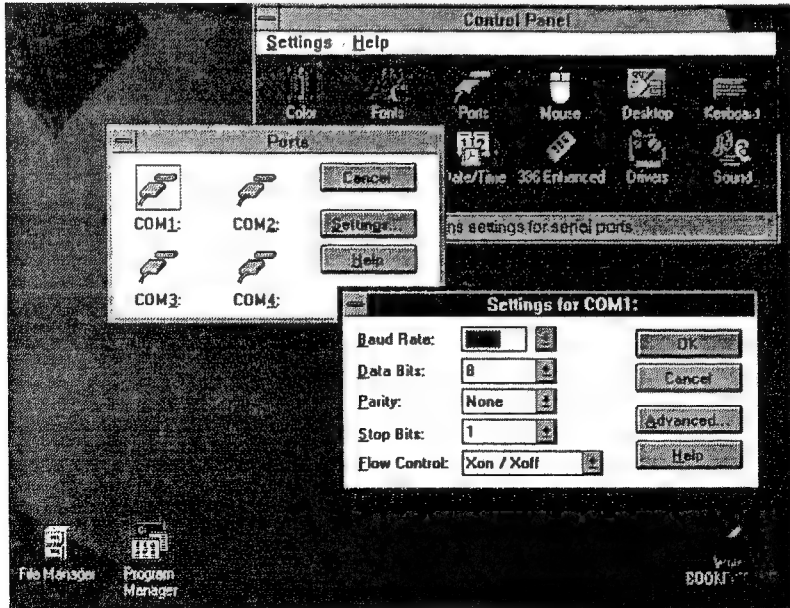 Control Panel
Settings Help
Color Fonts Ports Mouse Desktop Keyboard
Date/Time 386 Enhanced Drivers Sound
ns settings for serial ports
Ports
COM1: COM2: Cancel
Settings...
COM3: COM4: Help
Settings for COM1:
Baud Rate: OK
Data Bits: 8 Cancel
Parity: None
Stop Bits: 1 Advanced...
Flow Control: Xon / Xoff Help
File Manager Program Manager